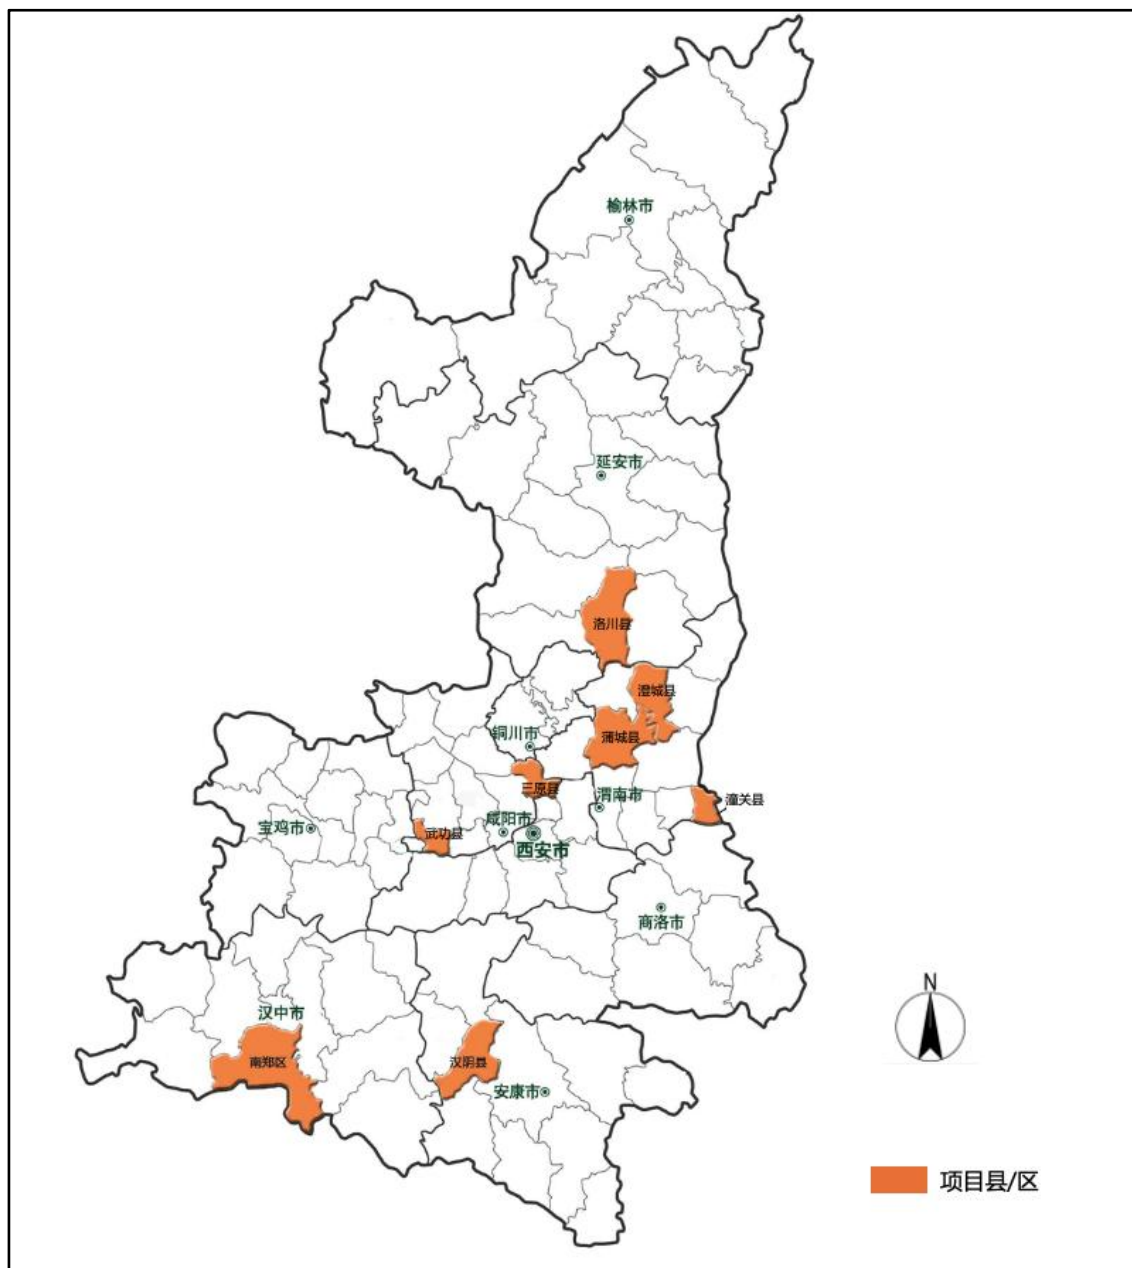 榆林市
延安市
洛川县
澄城县
蒲城县
铜川市
三原县
渭南市
潼关县
宝鸡市
武功县
咸阳市
西安市
商洛市
汉中市
南郑区
汉阴县
安康市
N
项目县/区